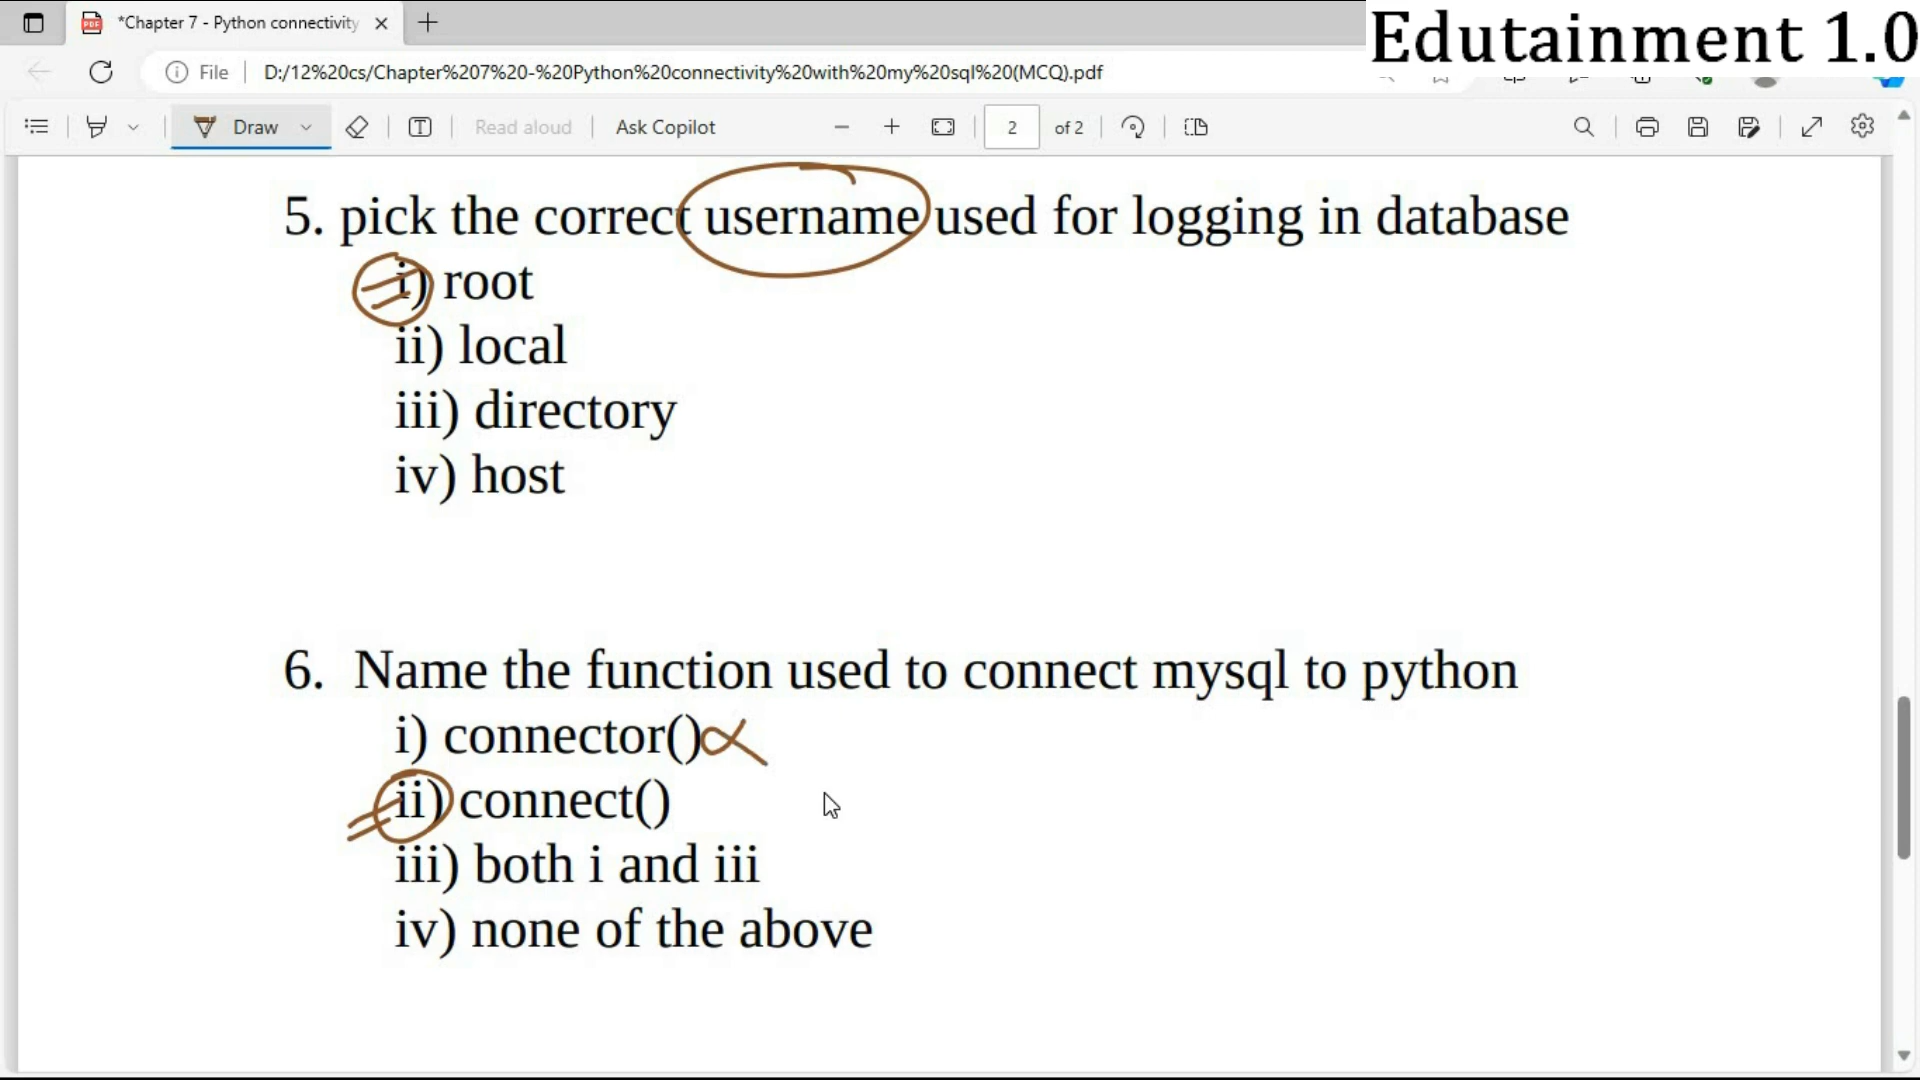 *Chapter 7 - Python connectivity
Edutainment 1.0
File
D:/12%20cs/Chapter%207%20-%20Python%20connectivity%20with%20my%20sql%20(MCQ).pdf
Draw
Read aloud
Ask Copilot
2
of 2
5. pick the correct username used for logging in database
i) root
ii) local
iii) directory
iv) host
6. Name the function used to connect mysql to python
i) connector()
ii) connect()
iii) both i and iii
iv) none of the above